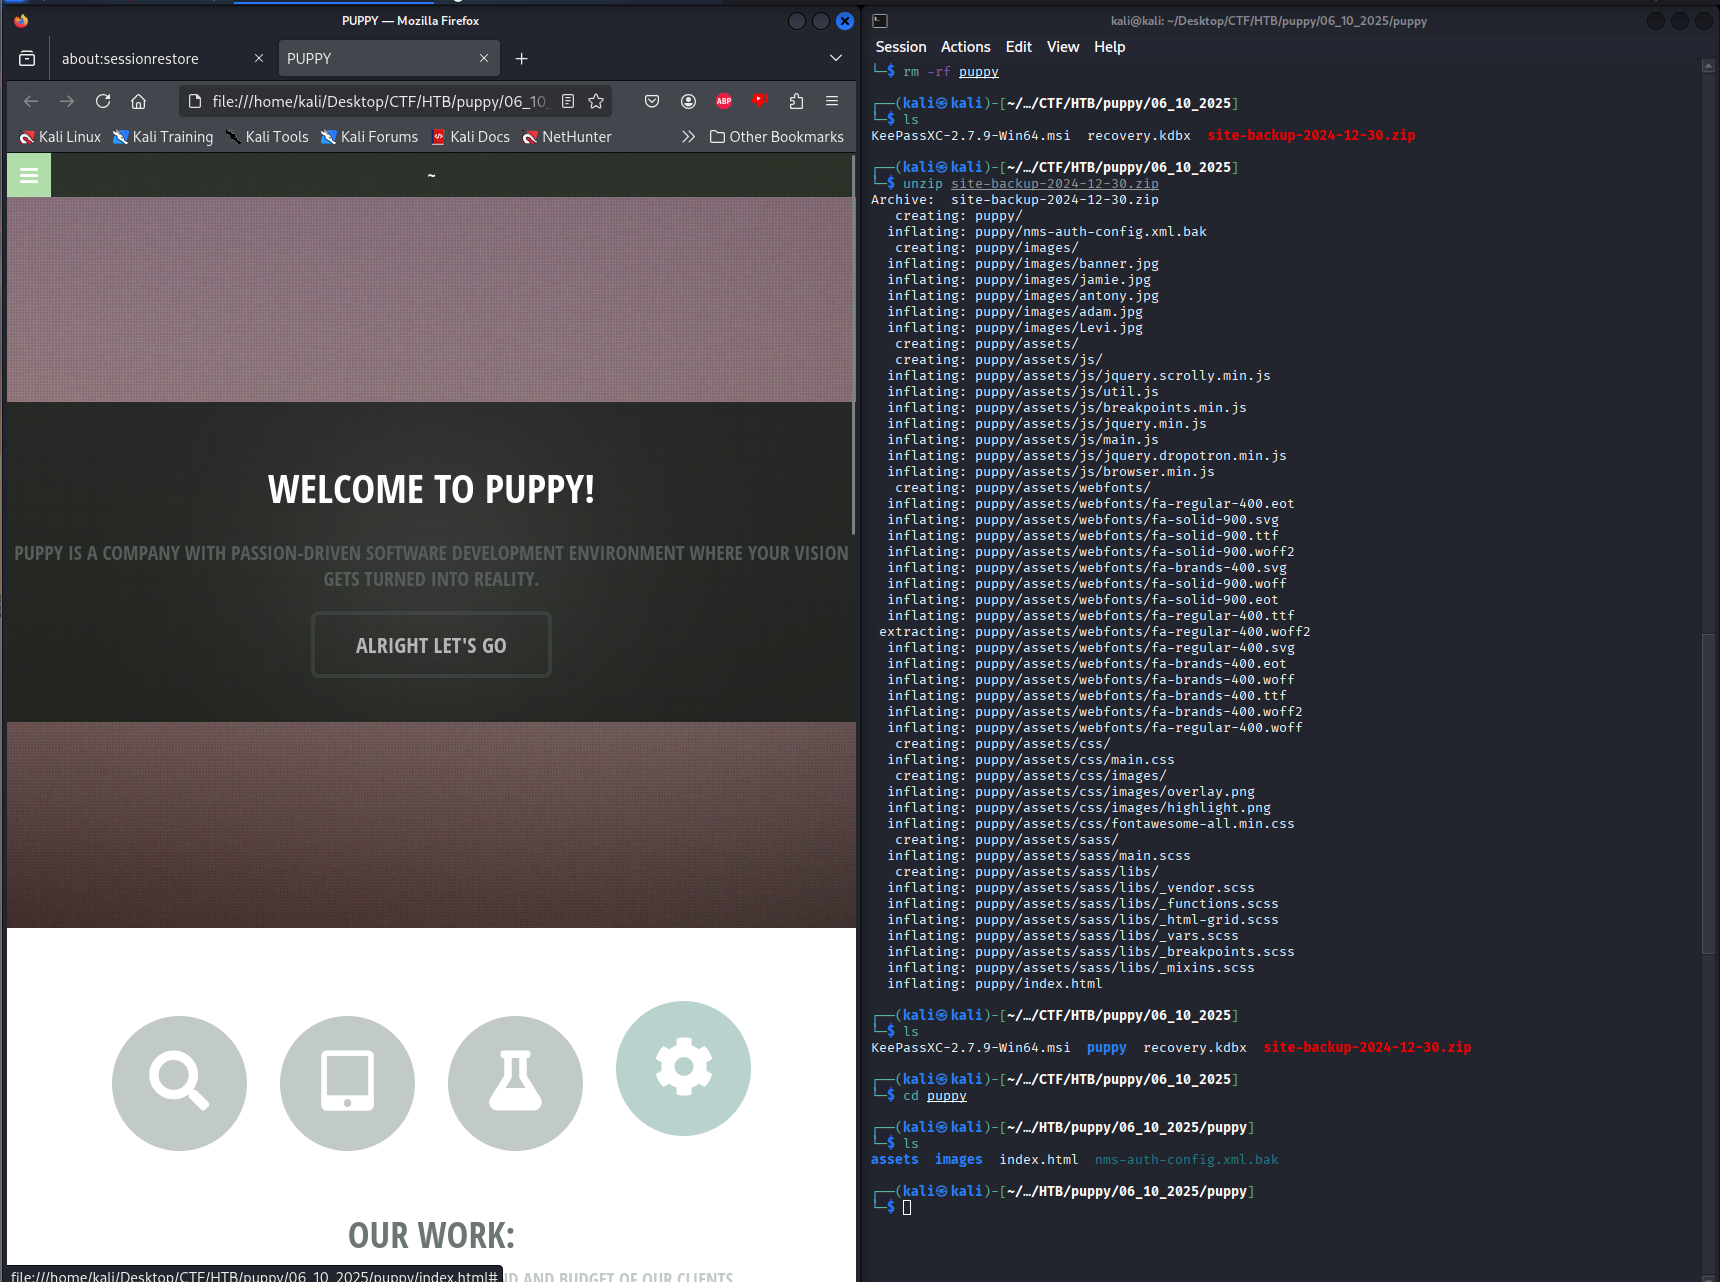 PUPPY — Mozilla Firefox
about:sessionrestore
PUPPY
file:///home/kali/Desktop/CTF/HTB/puppy/06_10_
ABP
Kali Linux Kali Training Kali Tools Kali Forums Kali Docs NetHunter Other Bookmarks
~
WELCOME TO PUPPY!
PUPPY IS A COMPANY WITH PASSION-DRIVEN SOFTWARE DEVELOPMENT ENVIRONMENT WHERE YOUR VISION
GETS TURNED INTO REALITY.
ALRIGHT LET'S GO
OUR WORK:
ND AND BUDGET OF OUR CLIENTS
file:///home/kali/Desktop/CTF/HTB/puppy/06_10_2025/puppy/index.html#
kali@kali: ~/Desktop/CTF/HTB/puppy/06_10_2025/puppy
Session Actions Edit View Help
└─$ rm -rf puppy
┌──(kali㉿kali)-[~/…/CTF/HTB/puppy/06_10_2025]
└─$ ls
KeePassXC-2.7.9-Win64.msi recovery.kdbx site-backup-2024-12-30.zip
┌──(kali㉿kali)-[~/…/CTF/HTB/puppy/06_10_2025]
└─$ unzip site-backup-2024-12-30.zip
Archive: site-backup-2024-12-30.zip
creating: puppy/
inflating: puppy/nms-auth-config.xml.bak
creating: puppy/images/
inflating: puppy/images/banner.jpg
inflating: puppy/images/jamie.jpg
inflating: puppy/images/antony.jpg
inflating: puppy/images/adam.jpg
inflating: puppy/images/Levi.jpg
creating: puppy/assets/
creating: puppy/assets/js/
inflating: puppy/assets/js/jquery.scrolly.min.js
inflating: puppy/assets/js/util.js
inflating: puppy/assets/js/breakpoints.min.js
inflating: puppy/assets/js/jquery.min.js
inflating: puppy/assets/js/main.js
inflating: puppy/assets/js/jquery.dropotron.min.js
inflating: puppy/assets/js/browser.min.js
creating: puppy/assets/webfonts/
inflating: puppy/assets/webfonts/fa-regular-400.eot
inflating: puppy/assets/webfonts/fa-solid-900.svg
inflating: puppy/assets/webfonts/fa-solid-900.ttf
inflating: puppy/assets/webfonts/fa-solid-900.woff2
inflating: puppy/assets/webfonts/fa-brands-400.svg
inflating: puppy/assets/webfonts/fa-solid-900.woff
inflating: puppy/assets/webfonts/fa-solid-900.eot
inflating: puppy/assets/webfonts/fa-regular-400.ttf
extracting: puppy/assets/webfonts/fa-regular-400.woff2
inflating: puppy/assets/webfonts/fa-regular-400.svg
inflating: puppy/assets/webfonts/fa-brands-400.eot
inflating: puppy/assets/webfonts/fa-brands-400.woff
inflating: puppy/assets/webfonts/fa-brands-400.ttf
inflating: puppy/assets/webfonts/fa-brands-400.woff2
inflating: puppy/assets/webfonts/fa-regular-400.woff
creating: puppy/assets/css/
inflating: puppy/assets/css/main.css
creating: puppy/assets/css/images/
inflating: puppy/assets/css/images/overlay.png
inflating: puppy/assets/css/images/highlight.png
inflating: puppy/assets/css/fontawesome-all.min.css
creating: puppy/assets/sass/
inflating: puppy/assets/sass/main.scss
creating: puppy/assets/sass/libs/
inflating: puppy/assets/sass/libs/_vendor.scss
inflating: puppy/assets/sass/libs/_functions.scss
inflating: puppy/assets/sass/libs/_html-grid.scss
inflating: puppy/assets/sass/libs/_vars.scss
inflating: puppy/assets/sass/libs/_breakpoints.scss
inflating: puppy/assets/sass/libs/_mixins.scss
inflating: puppy/index.html
┌──(kali㉿kali)-[~/…/CTF/HTB/puppy/06_10_2025]
└─$ ls
KeePassXC-2.7.9-Win64.msi puppy recovery.kdbx site-backup-2024-12-30.zip
┌──(kali㉿kali)-[~/…/CTF/HTB/puppy/06_10_2025]
└─$ cd puppy
┌──(kali㉿kali)-[~/…/HTB/puppy/06_10_2025/puppy]
└─$ ls
assets images index.html nms-auth-config.xml.bak
┌──(kali㉿kali)-[~/…/HTB/puppy/06_10_2025/puppy]
└─$